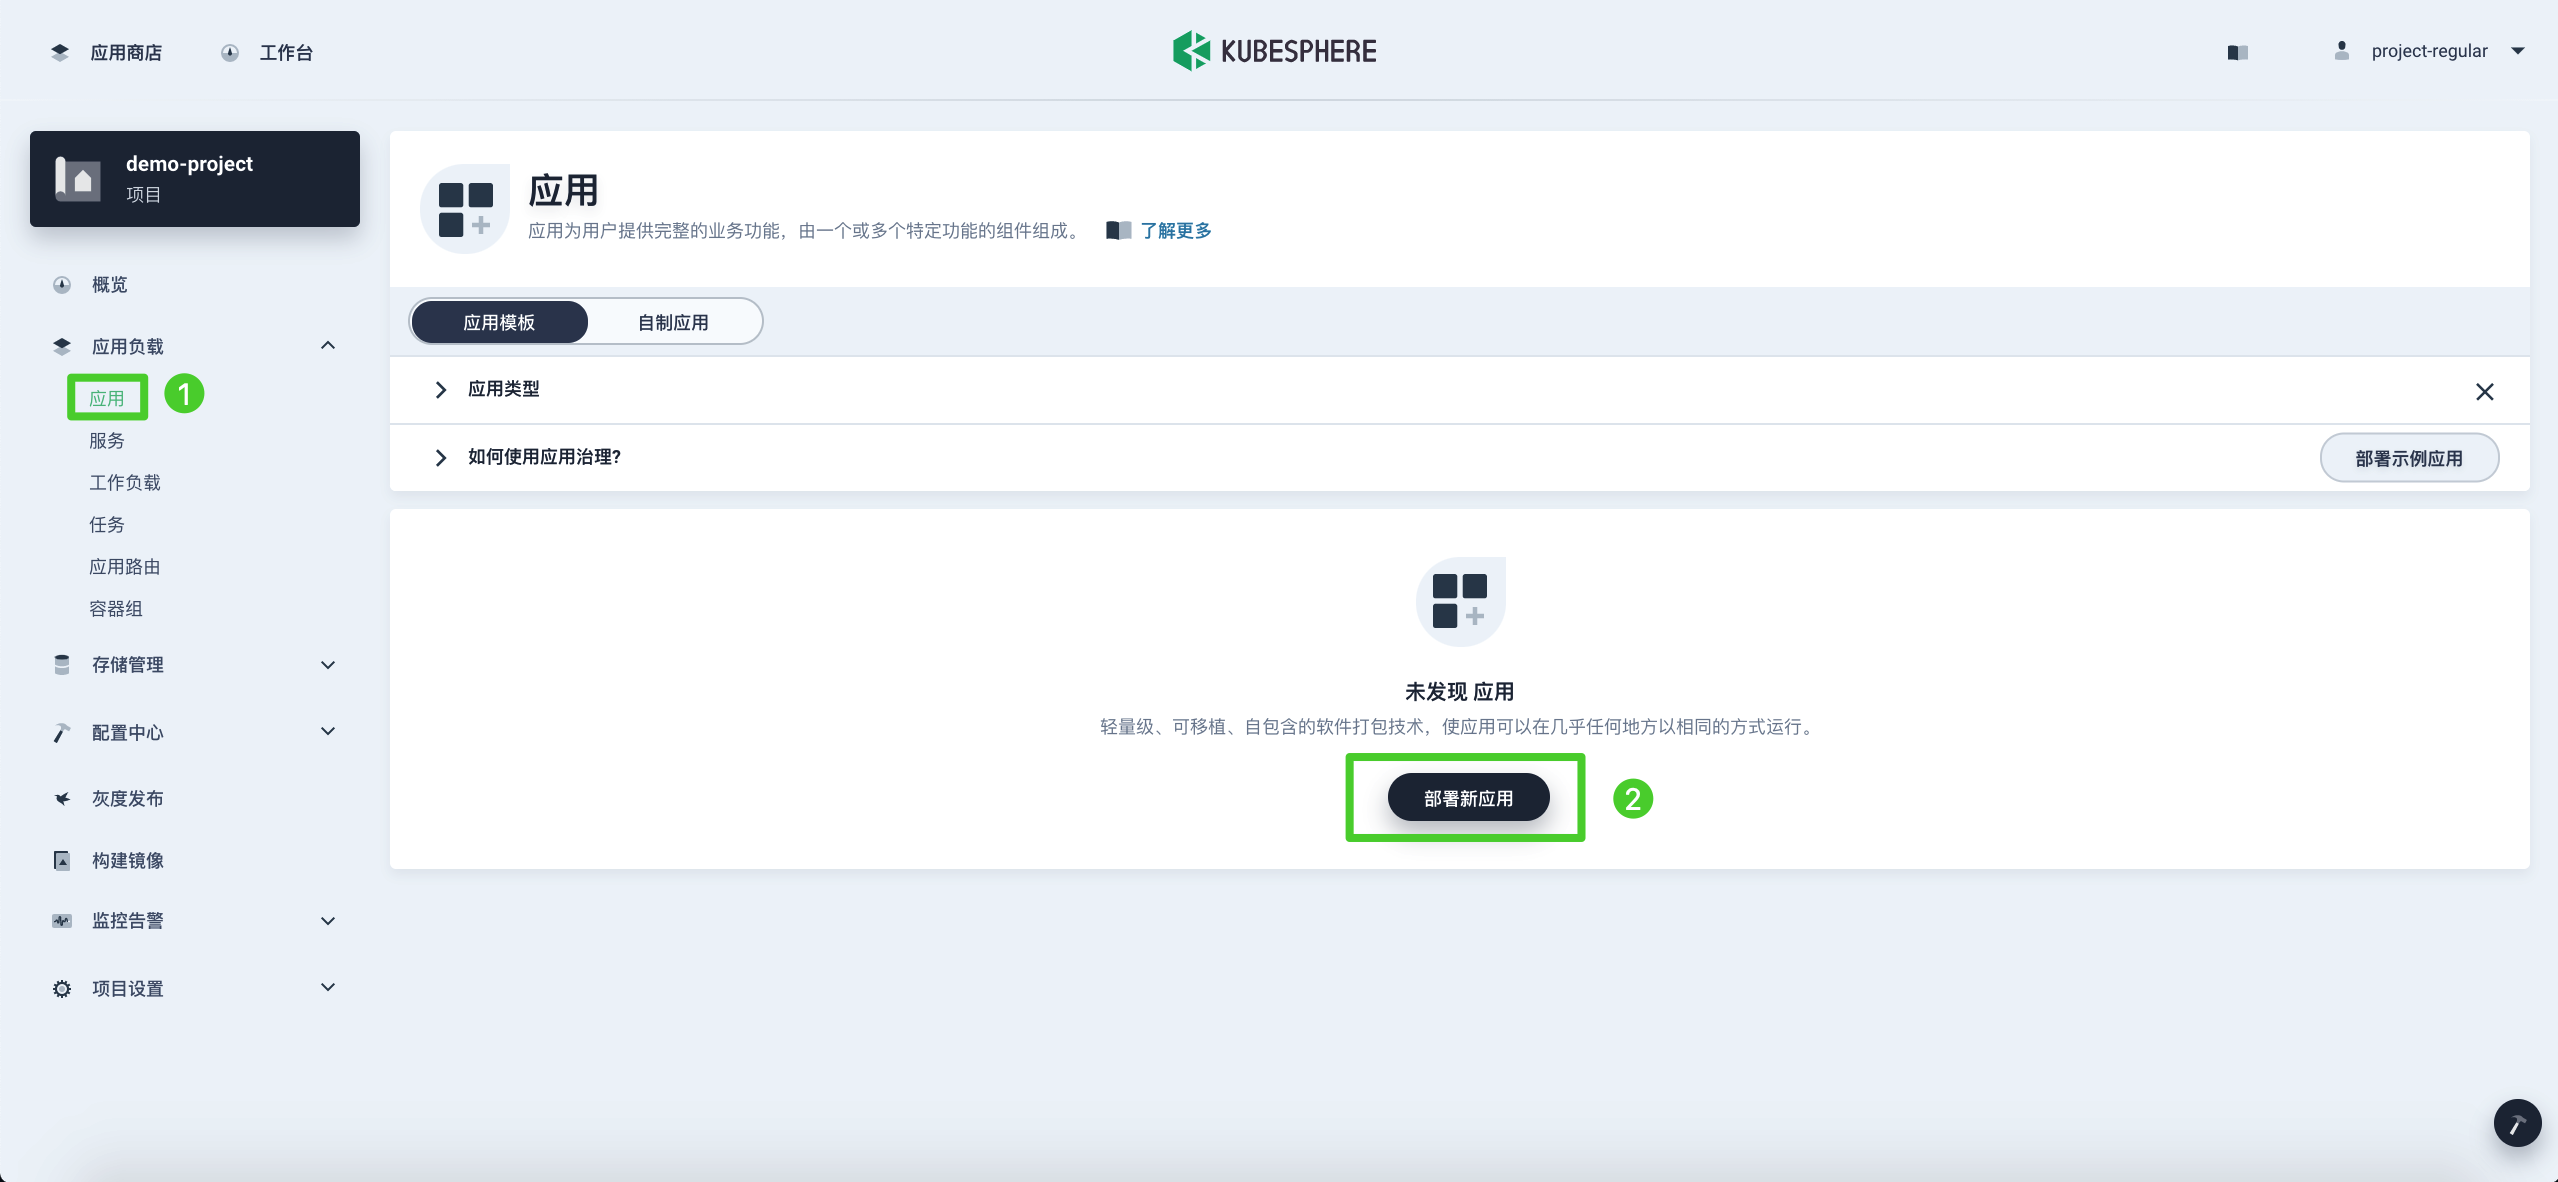 应用商店
工作台
KUBESPHERE
project-regular
demo-project
项目
概览
应用负载
应用
1
服务
工作负载
任务
应用路由
容器组
存储管理
配置中心
灰度发布
构建镜像
监控告警
项目设置
应用
应用为用户提供完整的业务功能，由一个或多个特定功能的组件组成。
了解更多
应用模板
自制应用
应用类型
如何使用应用治理?
部署示例应用
未发现 应用
轻量级、可移植、自包含的软件打包技术，使应用可以在几乎任何地方以相同的方式运行。
部署新应用
2